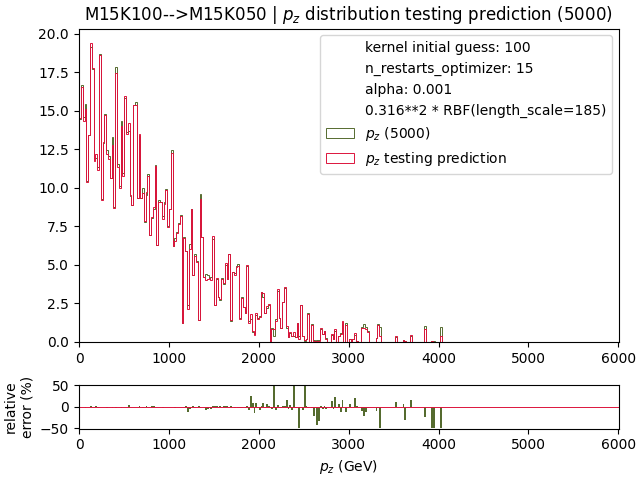 M15K100-->M15K050 | p_z distribution testing prediction (5000)
20.0
17.5
15.0
12.5
10.0
7.5
5.0
2.5
0.0
kernel initial guess: 100
n_restarts_optimizer: 15
alpha: 0.001
0.316**2 * RBF(length_scale=185)
p_z (5000)
p_z testing prediction
0 1000 2000 3000 4000 5000 6000
relative
error (%)
50
0
−50
0 1000 2000 3000 4000 5000 6000
p_z (GeV)